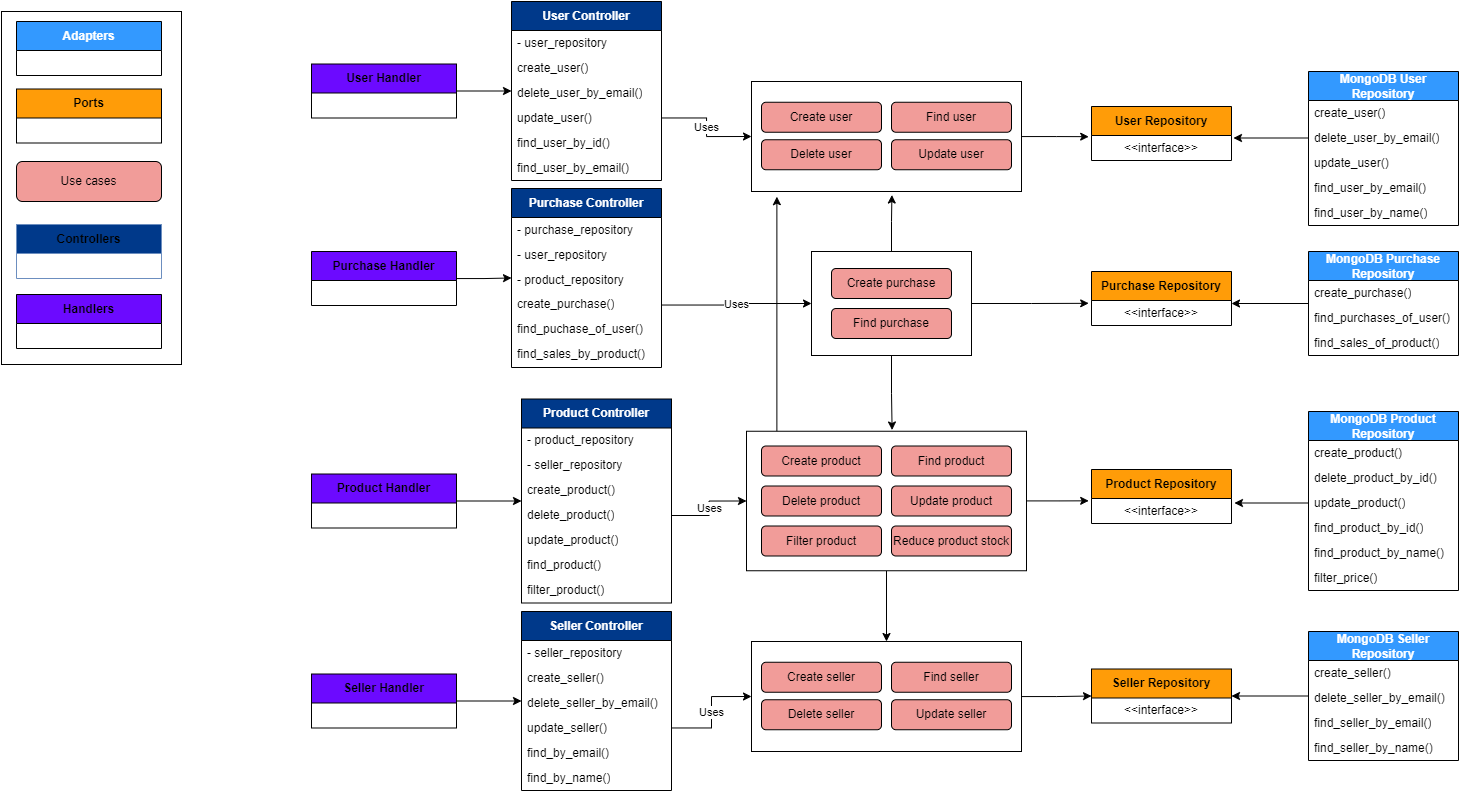 Adapters
Ports
Use cases
Controllers
Handlers
User Handler
Purchase Handler
Product Handler
Seller Handler
User Controller
- user_repository
create_user()
delete_user_by_email()
update_user()
find_user_by_id()
find_user_by_email()
Purchase Controller
- purchase_repository
- user_repository
- product_repository
create_purchase()
find_puchase_of_user()
find_sales_by_product()
Product Controller
- product_repository
- seller_repository
create_product()
delete_product()
update_product()
find_product()
filter_product()
Seller Controller
- seller_repository
create_seller()
delete_seller_by_email()
update_seller()
find_by_email()
find_by_name()
Uses
Uses
Uses
Uses
Create user
Find user
Delete user
Update user
Create purchase
Find purchase
Create product
Find product
Delete product
Update product
Filter product
Reduce product stock
Create seller
Find seller
Delete seller
Update seller
User Repository
<<interface>>
Purchase Repository
<<interface>>
Product Repository
<<interface>>
Seller Repository
<<interface>>
MongoDB User
Repository
create_user()
delete_user_by_email()
update_user()
find_user_by_email()
find_user_by_name()
MongoDB Purchase
Repository
create_purchase()
find_purchases_of_user()
find_sales_of_product()
MongoDB Product
Repository
create_product()
delete_product_by_id()
update_product()
find_product_by_id()
find_product_by_name()
filter_price()
MongoDB Seller
Repository
create_seller()
delete_seller_by_email()
find_seller_by_email()
find_seller_by_name()